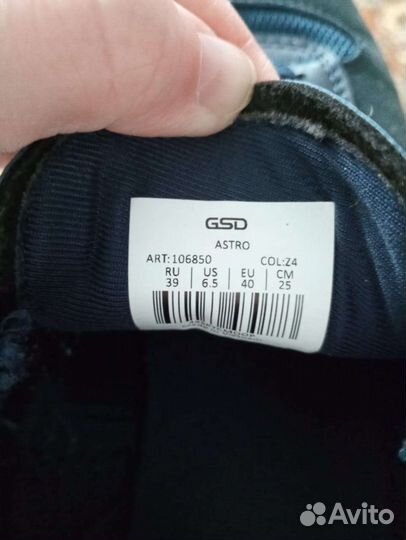 GSD
ASTRO
ART:106850 COL:Z4
RU US EU CM
39 6.5 40 25
Avito